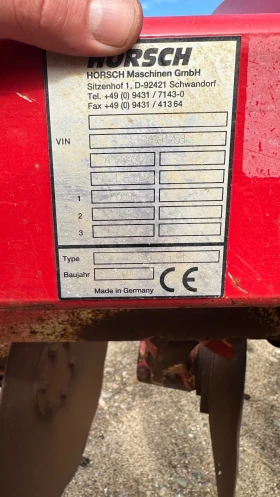 HORSCH
HORSCH Maschinen GmbH
Sitzenhof 1, D-92421 Schwandorf
Tel. +49 (0) 9431 / 7143-0
Fax +49 (0) 9431 / 413 64
VIN
1
2
3
Type
Baujahr
CE
Made in Germany